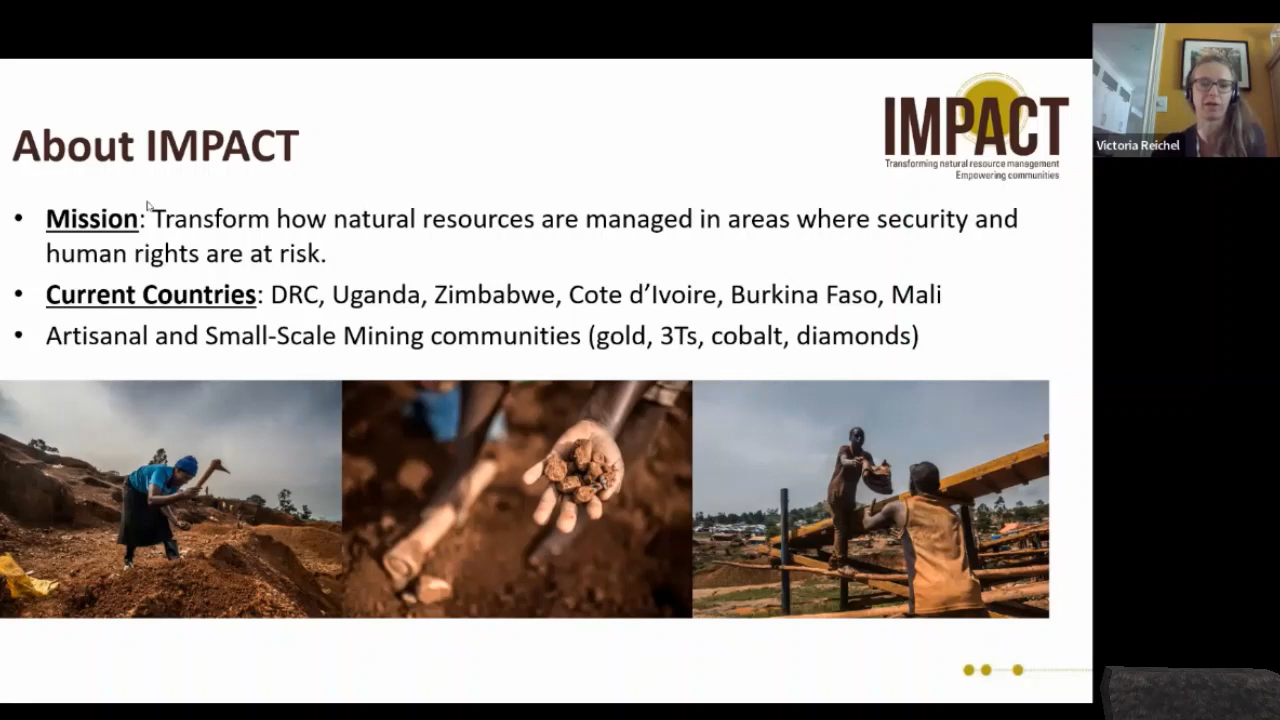 About IMPACT
IMPACT
Transforming natural resource management
Empowering communities
Victoria Reichel
• Mission: Transform how natural resources are managed in areas where security and
human rights are at risk.
• Current Countries: DRC, Uganda, Zimbabwe, Cote d’Ivoire, Burkina Faso, Mali
• Artisanal and Small-Scale Mining communities (gold, 3Ts, cobalt, diamonds)